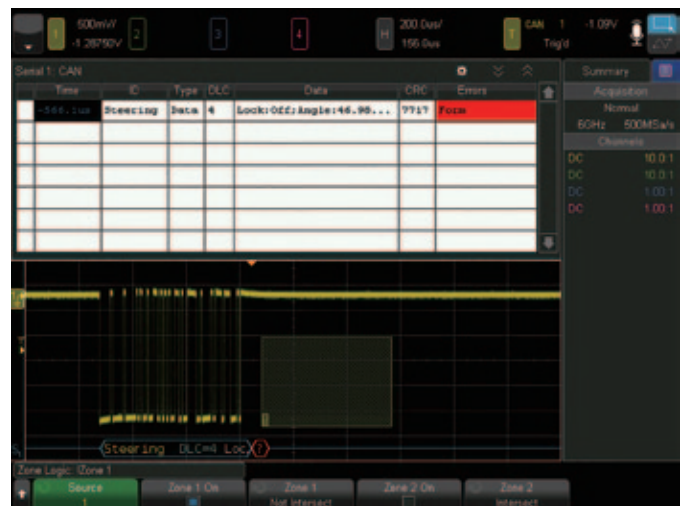 1 500mV/ -1.28750V 2 3 4 H 200.0us/ 156.0us T CAN 1 -1.09V Trig'd
Serial 1: CAN
Summary
Time ID Type DLC Data CRC Errors
-566.1us Steering Data 4 Lock:Off;Angle:46.98... 7717 Form
Acquisition
Normal
6GHz 500MSa/s
Channels
DC 10.0:1
DC 10.0:1
DC 1.00:1
DC 1.00:1
Steering DLC=4 Loc ?
Zone Logic: !Zone 1
Source Zone 1 On Zone 1 Zone 2 On Zone 2
1 Not Intersect Intersect